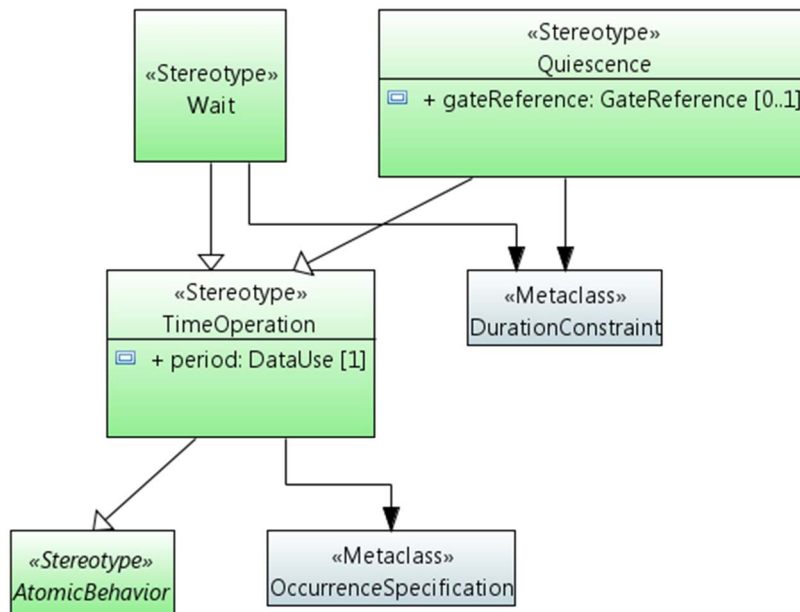 «Stereotype»
Wait
«Stereotype»
Quiescence
+ gateReference: GateReference [0..1]
«Stereotype»
TimeOperation
+ period: DataUse [1]
«Metaclass»
DurationConstraint
«Stereotype»
AtomicBehavior
«Metaclass»
OccurrenceSpecification